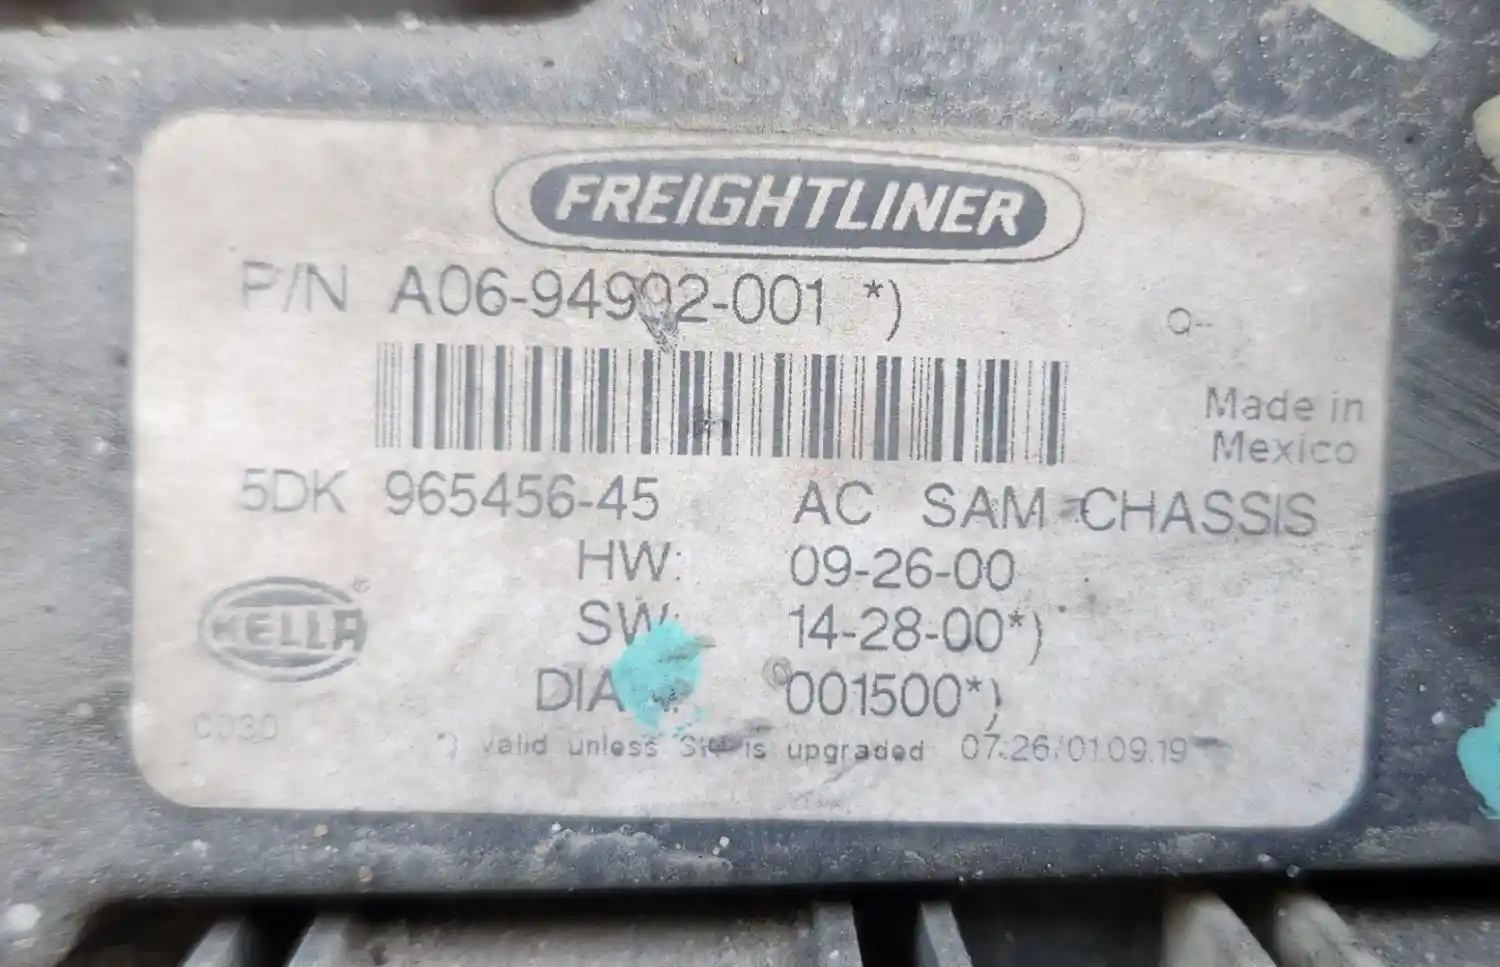 FREIGHTLINER
P/N A06-94992-001 *)
Q--
Made in
Mexico
5DK 965456-45 AC SAM-CHASSIS
HW: 09-26-00
SW: 14-28-00*)
HELLA®
DIA 001500*)
C030
*) valid unless SW is upgraded 07:26/01.09.19